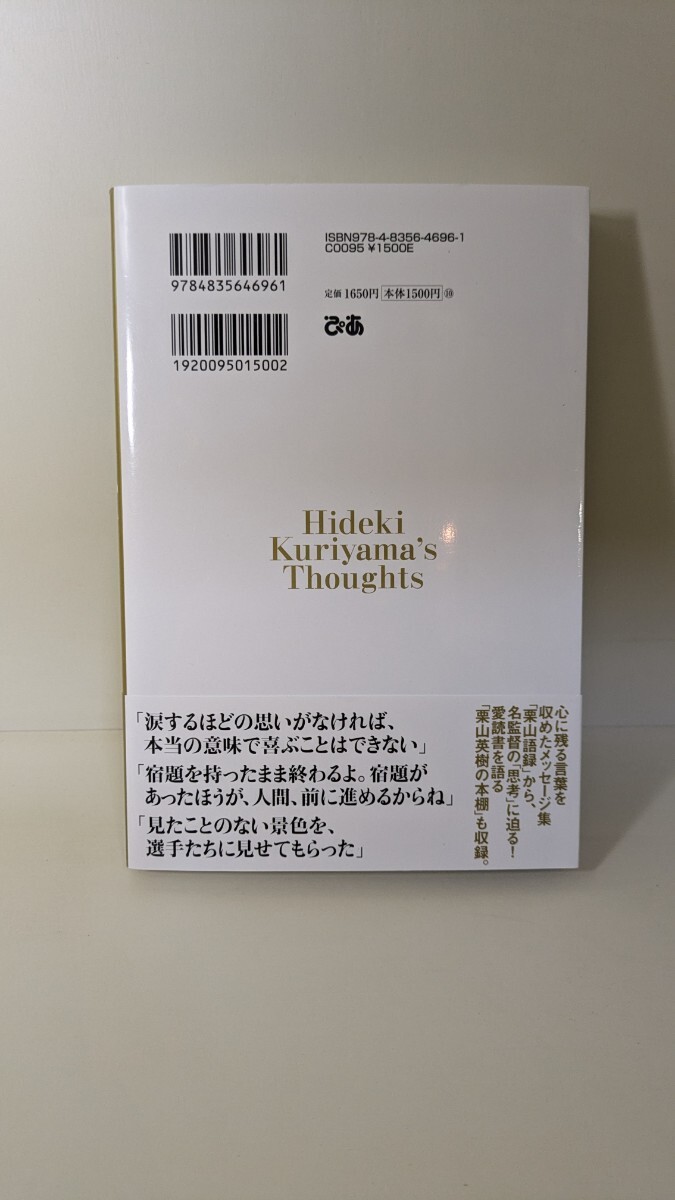 ISBN978-4-8356-4696-1
C0095 ¥1500E
9784835646961
定価 1650円 本体1500円 ⑩
ぴあ
1920095015002
Hideki
Kuriyama's
Thoughts
「涙するほどの思いがなければ、
本当の意味で喜ぶことはできない」
「宿題を持ったまま終わるよ。宿題が
あったほうが、人間、前に進めるからね」
「見たことのない景色を、
選手たちに見せてもらった」
心に残る言葉を
収めたメッセージ集
「栗山語録」から、
名監督の「思考」に迫る！
愛読書を語る
「栗山英樹の本棚」も収録。